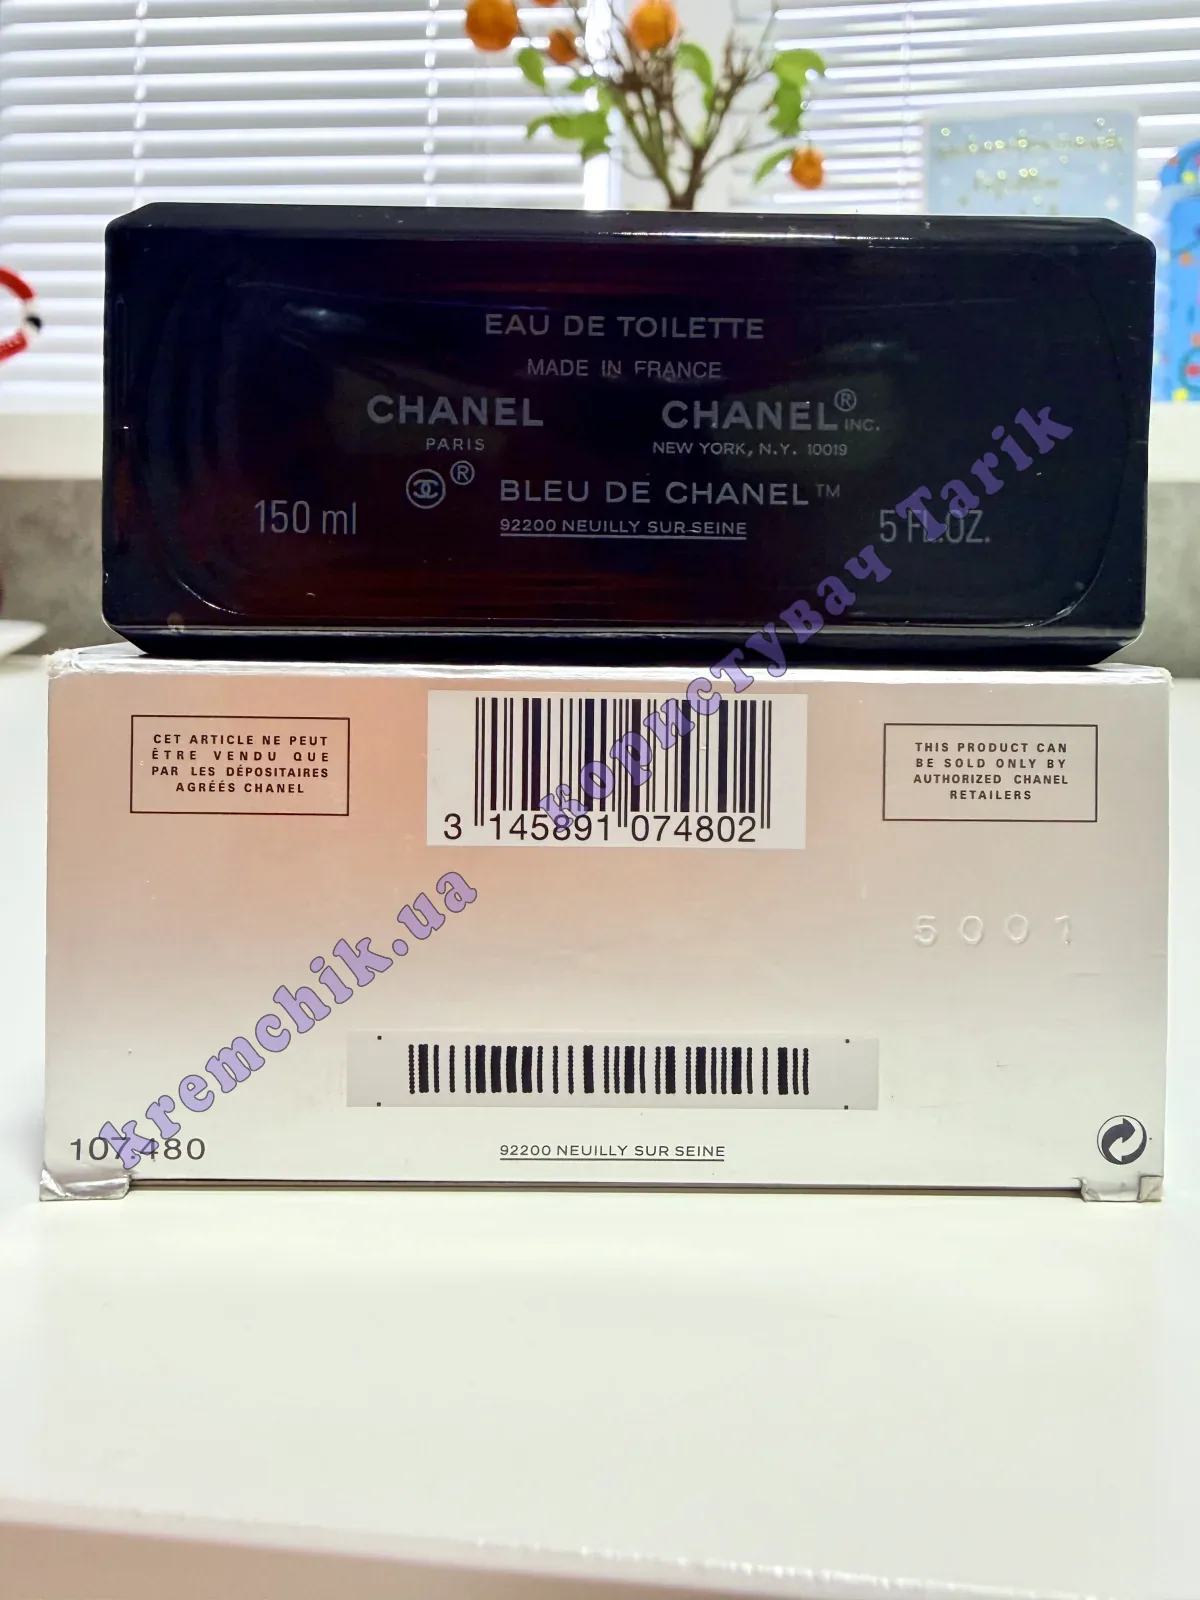 EAU DE TOILETTE
MADE IN FRANCE
CHANEL
PARIS
CHANEL® INC.
NEW YORK, N.Y. 10019
®
BLEU DE CHANEL™
150 ml
92200 NEUILLY SUR SEINE
5 FL.OZ.
CET ARTICLE NE PEUT
ÊTRE VENDU QUE
PAR LES DÉPOSITAIRES
AGRÉÉS CHANEL
3 145891 074802
THIS PRODUCT CAN
BE SOLD ONLY BY
AUTHORIZED CHANEL
RETAILERS
5001
107.480
92200 NEUILLY SUR SEINE
kremchik.ua користувач Tarik